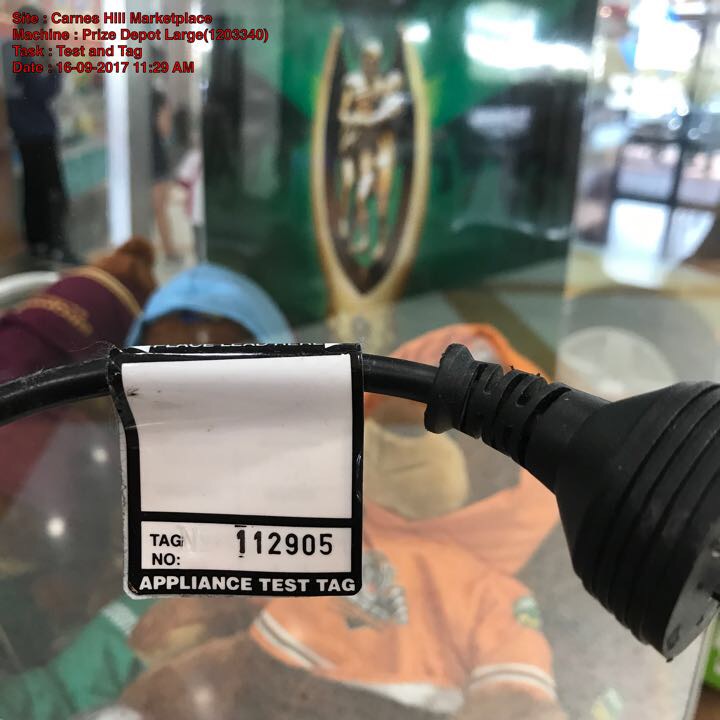 Site : Carnes Hill Marketplace
Machine : Prize Depot Large(1203340)
Task : Test and Tag
Date : 16-09-2017 11:29 AM
TAG
NO: 112905
APPLIANCE TEST TAG